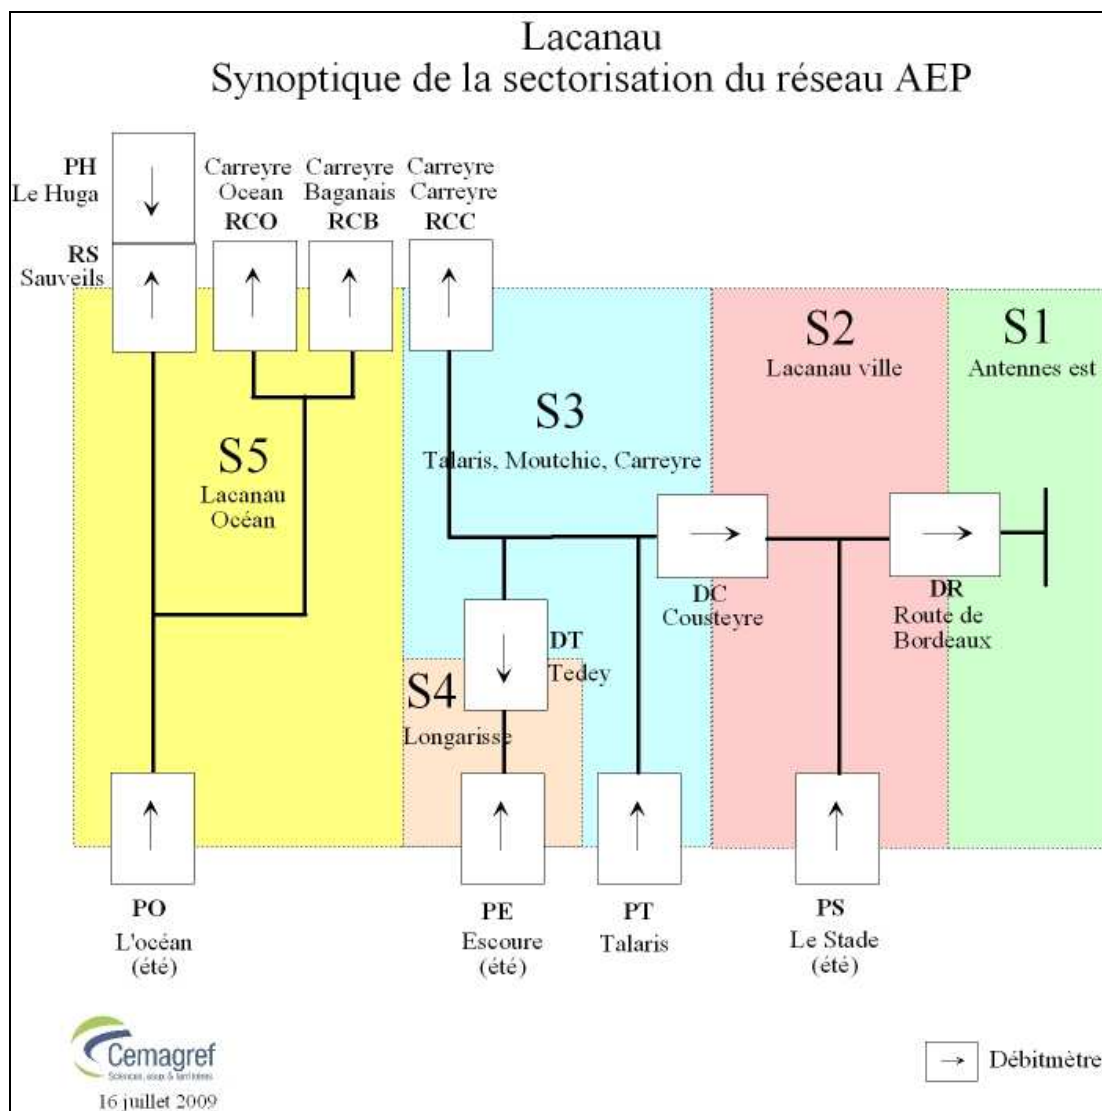 Lacanau
Synoptique de la sectorisation du réseau AEP
PH
Le Huga
RS
Sauveils
Carreyre
Ocean
RCO
Carreyre
Baganais
RCB
Carreyre
Carreyre
RCC
S5
Lacanau
Océan
S3
Talaris, Moutchic, Carreyre
S2
Lacanau ville
S1
Antennes est
DC
Cousteyre
DR
Route de
Bordeaux
DT
Tedey
S4
Longarisse
PO
L'océan
(été)
PE
Escoure
(été)
PT
Talaris
PS
Le Stade
(été)
Cemagref
Sciences, eaux & territoires
16 juillet 2009
Débitmètre